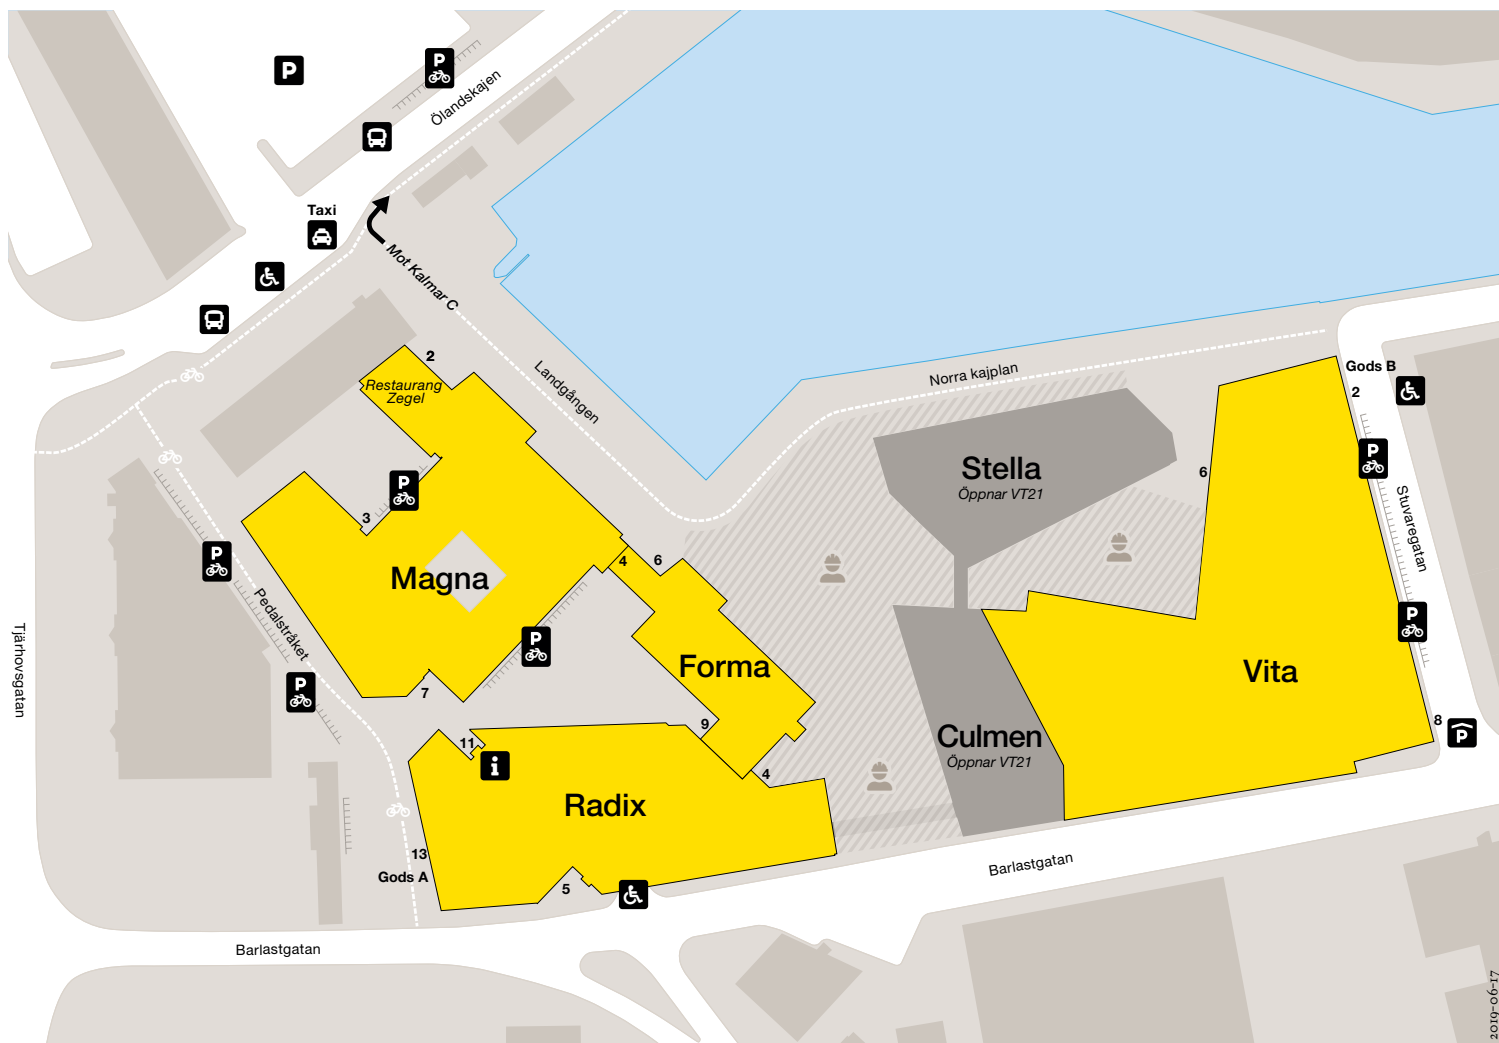 P
P
Ölandskajen
Taxi
Mot Kalmar C
2
Restaurang
Zegel
Landgången
Norra kajplan
Gods B
2
Stella
Öppnar VT21
6
P
P
3
Stuvaregatan
P
Magna
4
6
Pedalstråket
Tjärhovsgatan
P
P
Forma
Vita
P
7
9
11
i
Culmen
Öppnar VT21
8
P
4
Radix
13
Gods A
5
Barlastgatan
Barlastgatan
2019-06-17